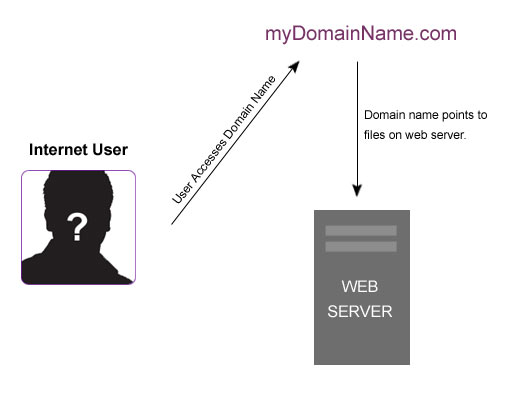 myDomainName.com
User Accesses Domain Name
Domain name points to
files on web server.
Internet User
?
WEB
SERVER